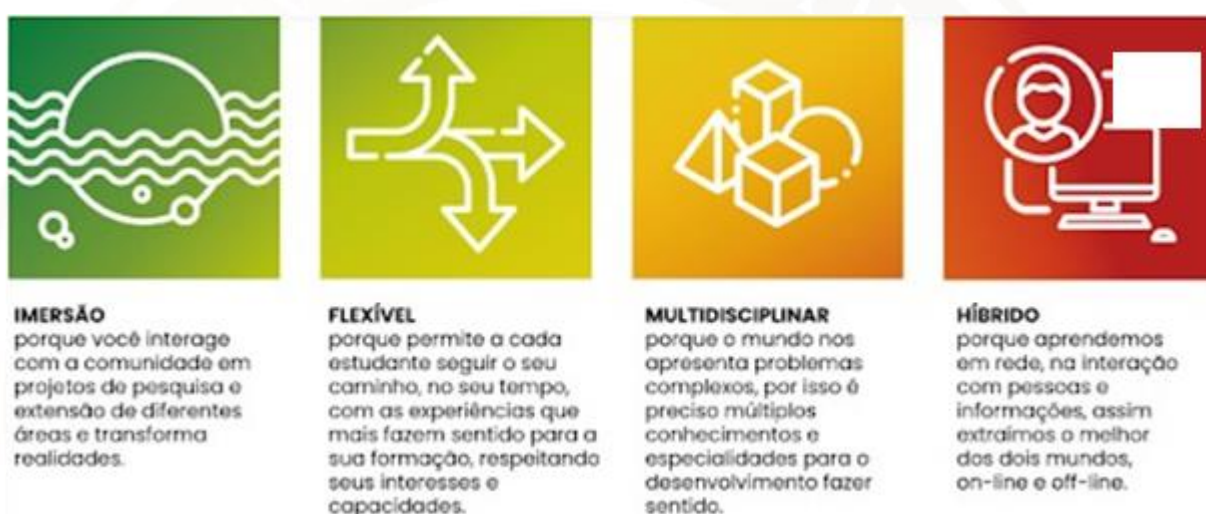 IMERSÃO
porque você interage
com a comunidade em
projetos de pesquisa e
extensão de diferentes
áreas e transforma
realidades.
FLEXÍVEL
porque permite a cada
estudante seguir o seu
caminho, no seu tempo,
com as experiências que
mais fazem sentido para a
sua formação, respeitando
seus interesses e
capacidades.
MULTIDISCIPLINAR
porque o mundo nos
apresenta problemas
complexos, por isso é
preciso múltiplos
conhecimentos e
especialidades para o
desenvolvimento fazer
sentido.
HÍBRIDO
porque aprendemos
em rede, na interação
com pessoas e
informações, assim
extraímos o melhor
dos dois mundos,
on-line e off-line.